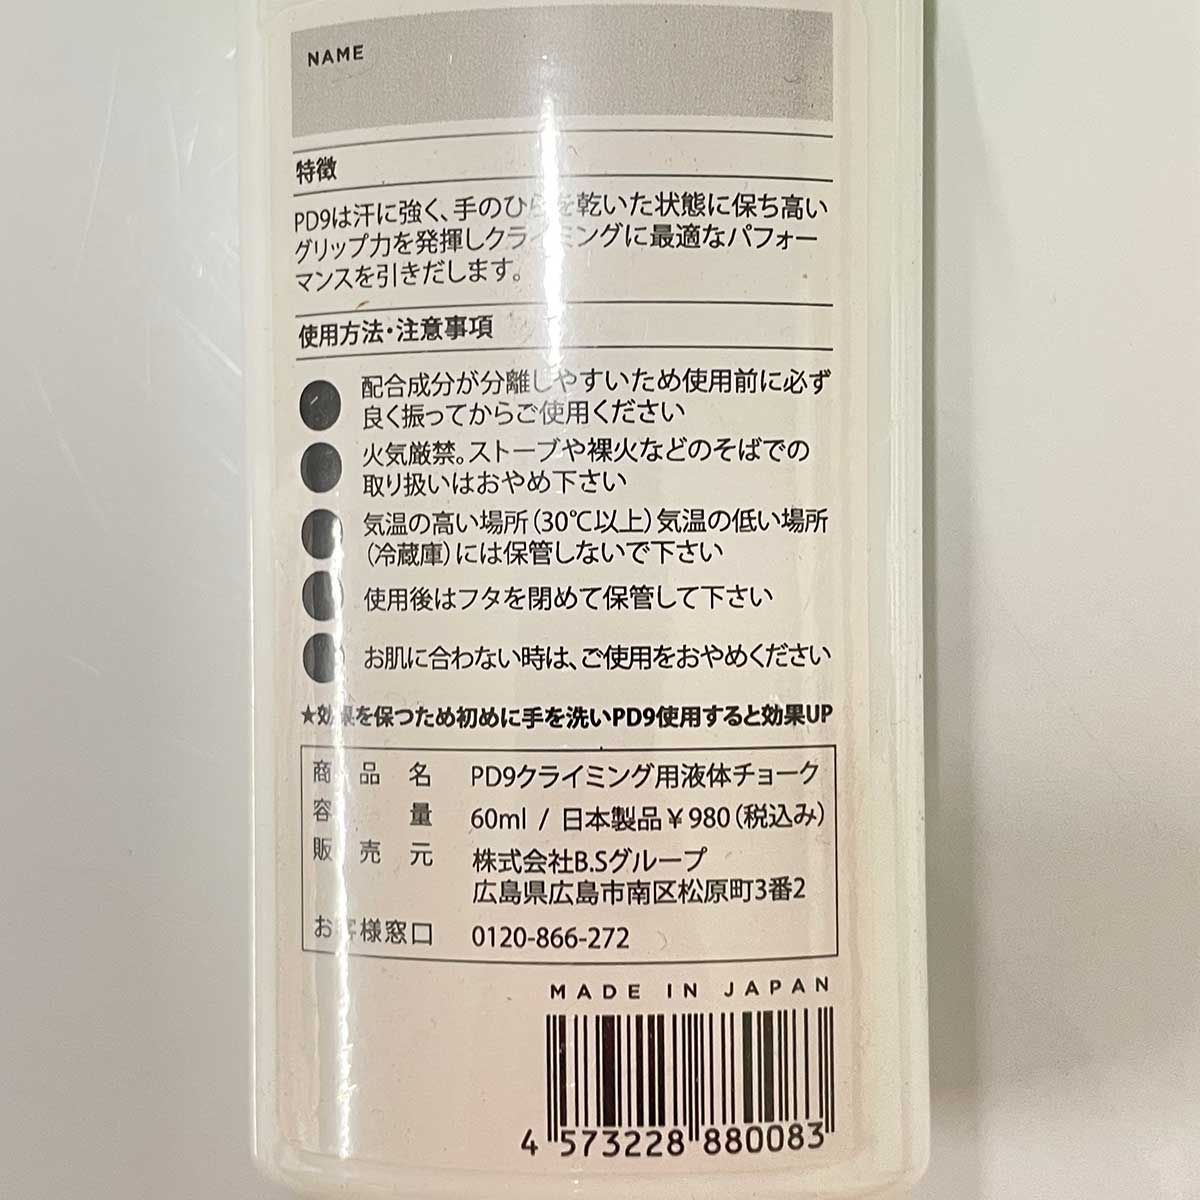 NAME
特徴
PD9は汗に強く、手のひらを乾いた状態に保ち高い
グリップ力を発揮しクライミングに最適なパフォー
マンスを引きだします。
使用方法・注意事項
配合成分が分離しやすいため使用前に必ず
良く振ってからご使用ください
火気厳禁。ストーブや裸火などのそばでの
取り扱いはおやめ下さい
気温の高い場所（30℃以上）気温の低い場所
（冷蔵庫）には保管しないで下さい
使用後はフタを閉めて保管して下さい
お肌に合わない時は、ご使用をおやめください
★効果を保つため初めに手を洗いPD9使用すると効果UP
商品名 PD9クライミング用液体チョーク
容量 60ml / 日本製品￥980（税込み）
販売元 株式会社B.Sグループ
広島県広島市南区松原町3番2
お客様窓口 0120-866-272
MADE IN JAPAN
4 573228 880083